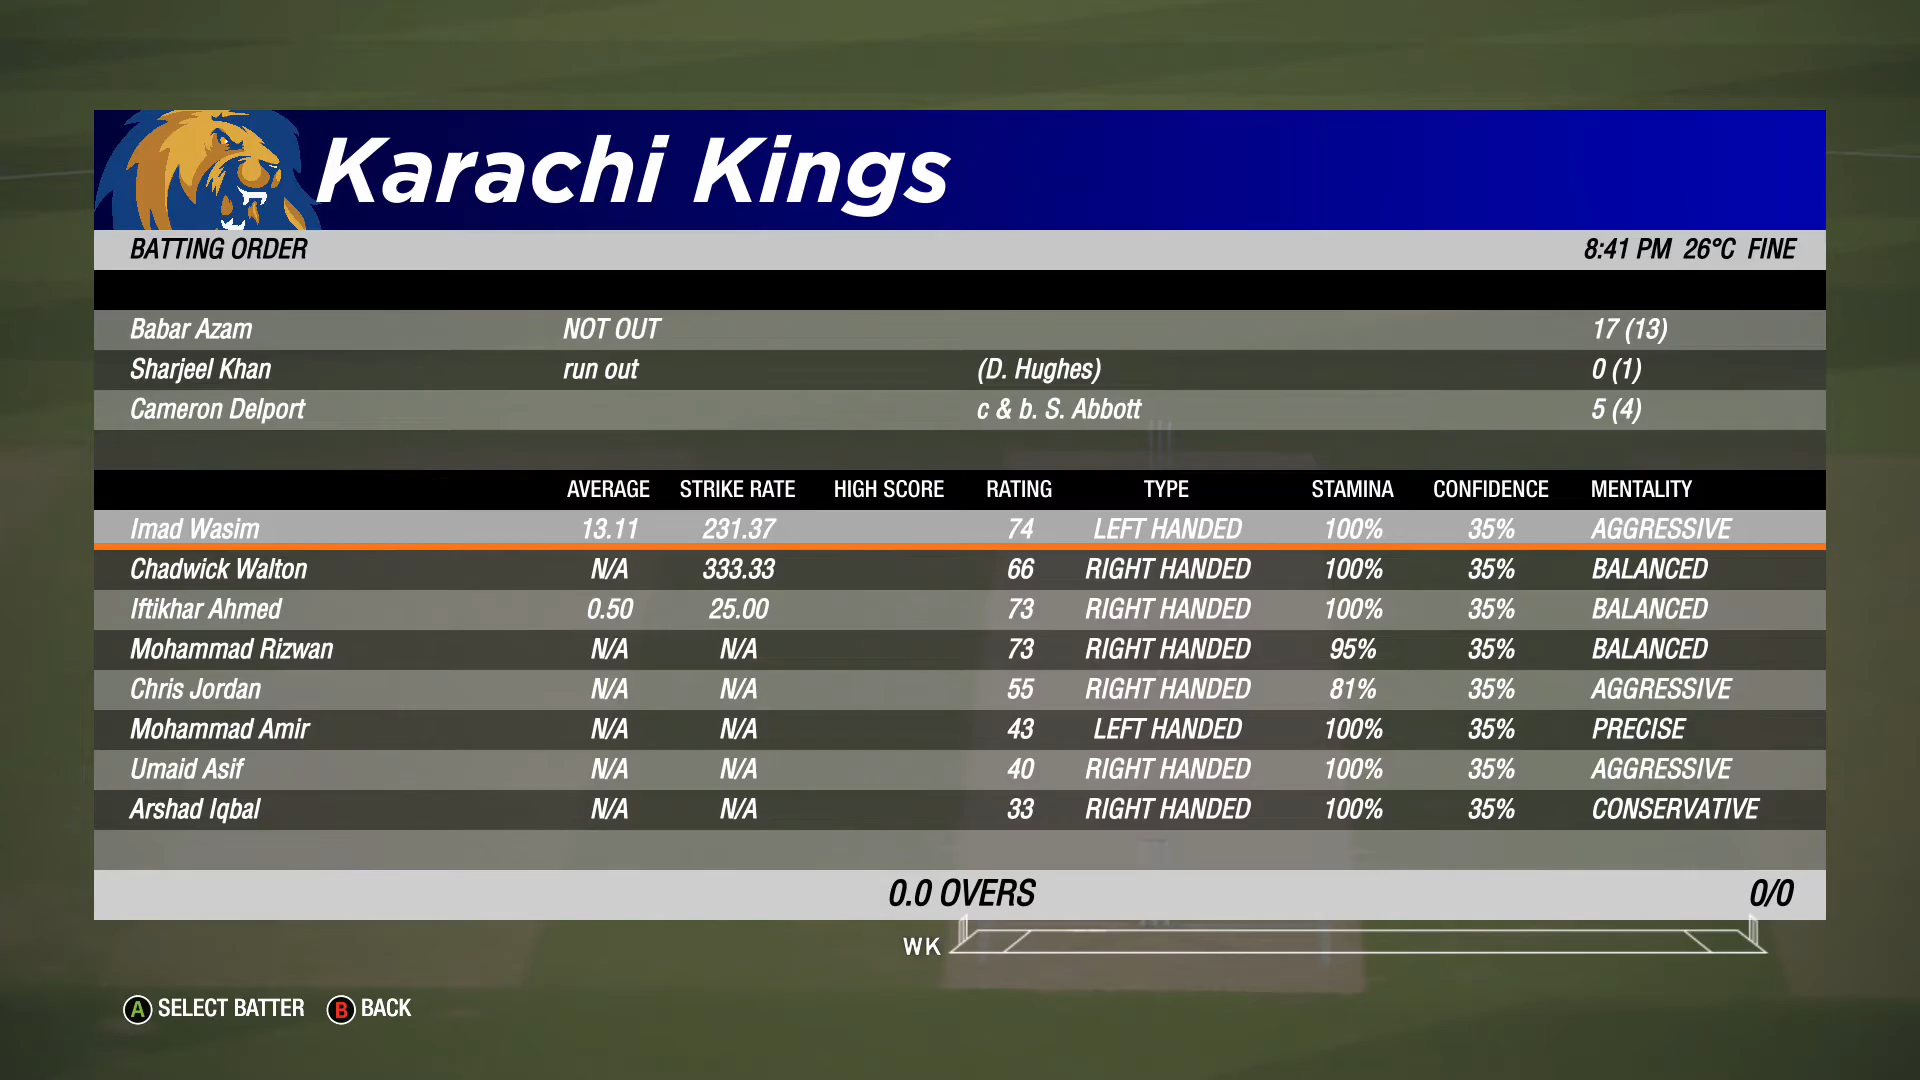 Karachi Kings
BATTING ORDER 8:41 PM 26°C FINE
Babar Azam NOT OUT 17 (13)
Sharjeel Khan run out (D. Hughes) 0 (1)
Cameron Delport c & b. S. Abbott 5 (4)
AVERAGE STRIKE RATE HIGH SCORE RATING TYPE STAMINA CONFIDENCE MENTALITY
Imad Wasim 13.11 231.37 74 LEFT HANDED 100% 35% AGGRESSIVE
Chadwick Walton N/A 333.33 66 RIGHT HANDED 100% 35% BALANCED
Iftikhar Ahmed 0.50 25.00 73 RIGHT HANDED 100% 35% BALANCED
Mohammad Rizwan N/A N/A 73 RIGHT HANDED 95% 35% BALANCED
Chris Jordan N/A N/A 55 RIGHT HANDED 81% 35% AGGRESSIVE
Mohammad Amir N/A N/A 43 LEFT HANDED 100% 35% PRECISE
Umaid Asif N/A N/A 40 RIGHT HANDED 100% 35% AGGRESSIVE
Arshad Iqbal N/A N/A 33 RIGHT HANDED 100% 35% CONSERVATIVE
0.0 OVERS 0/0
WK
A SELECT BATTER B BACK